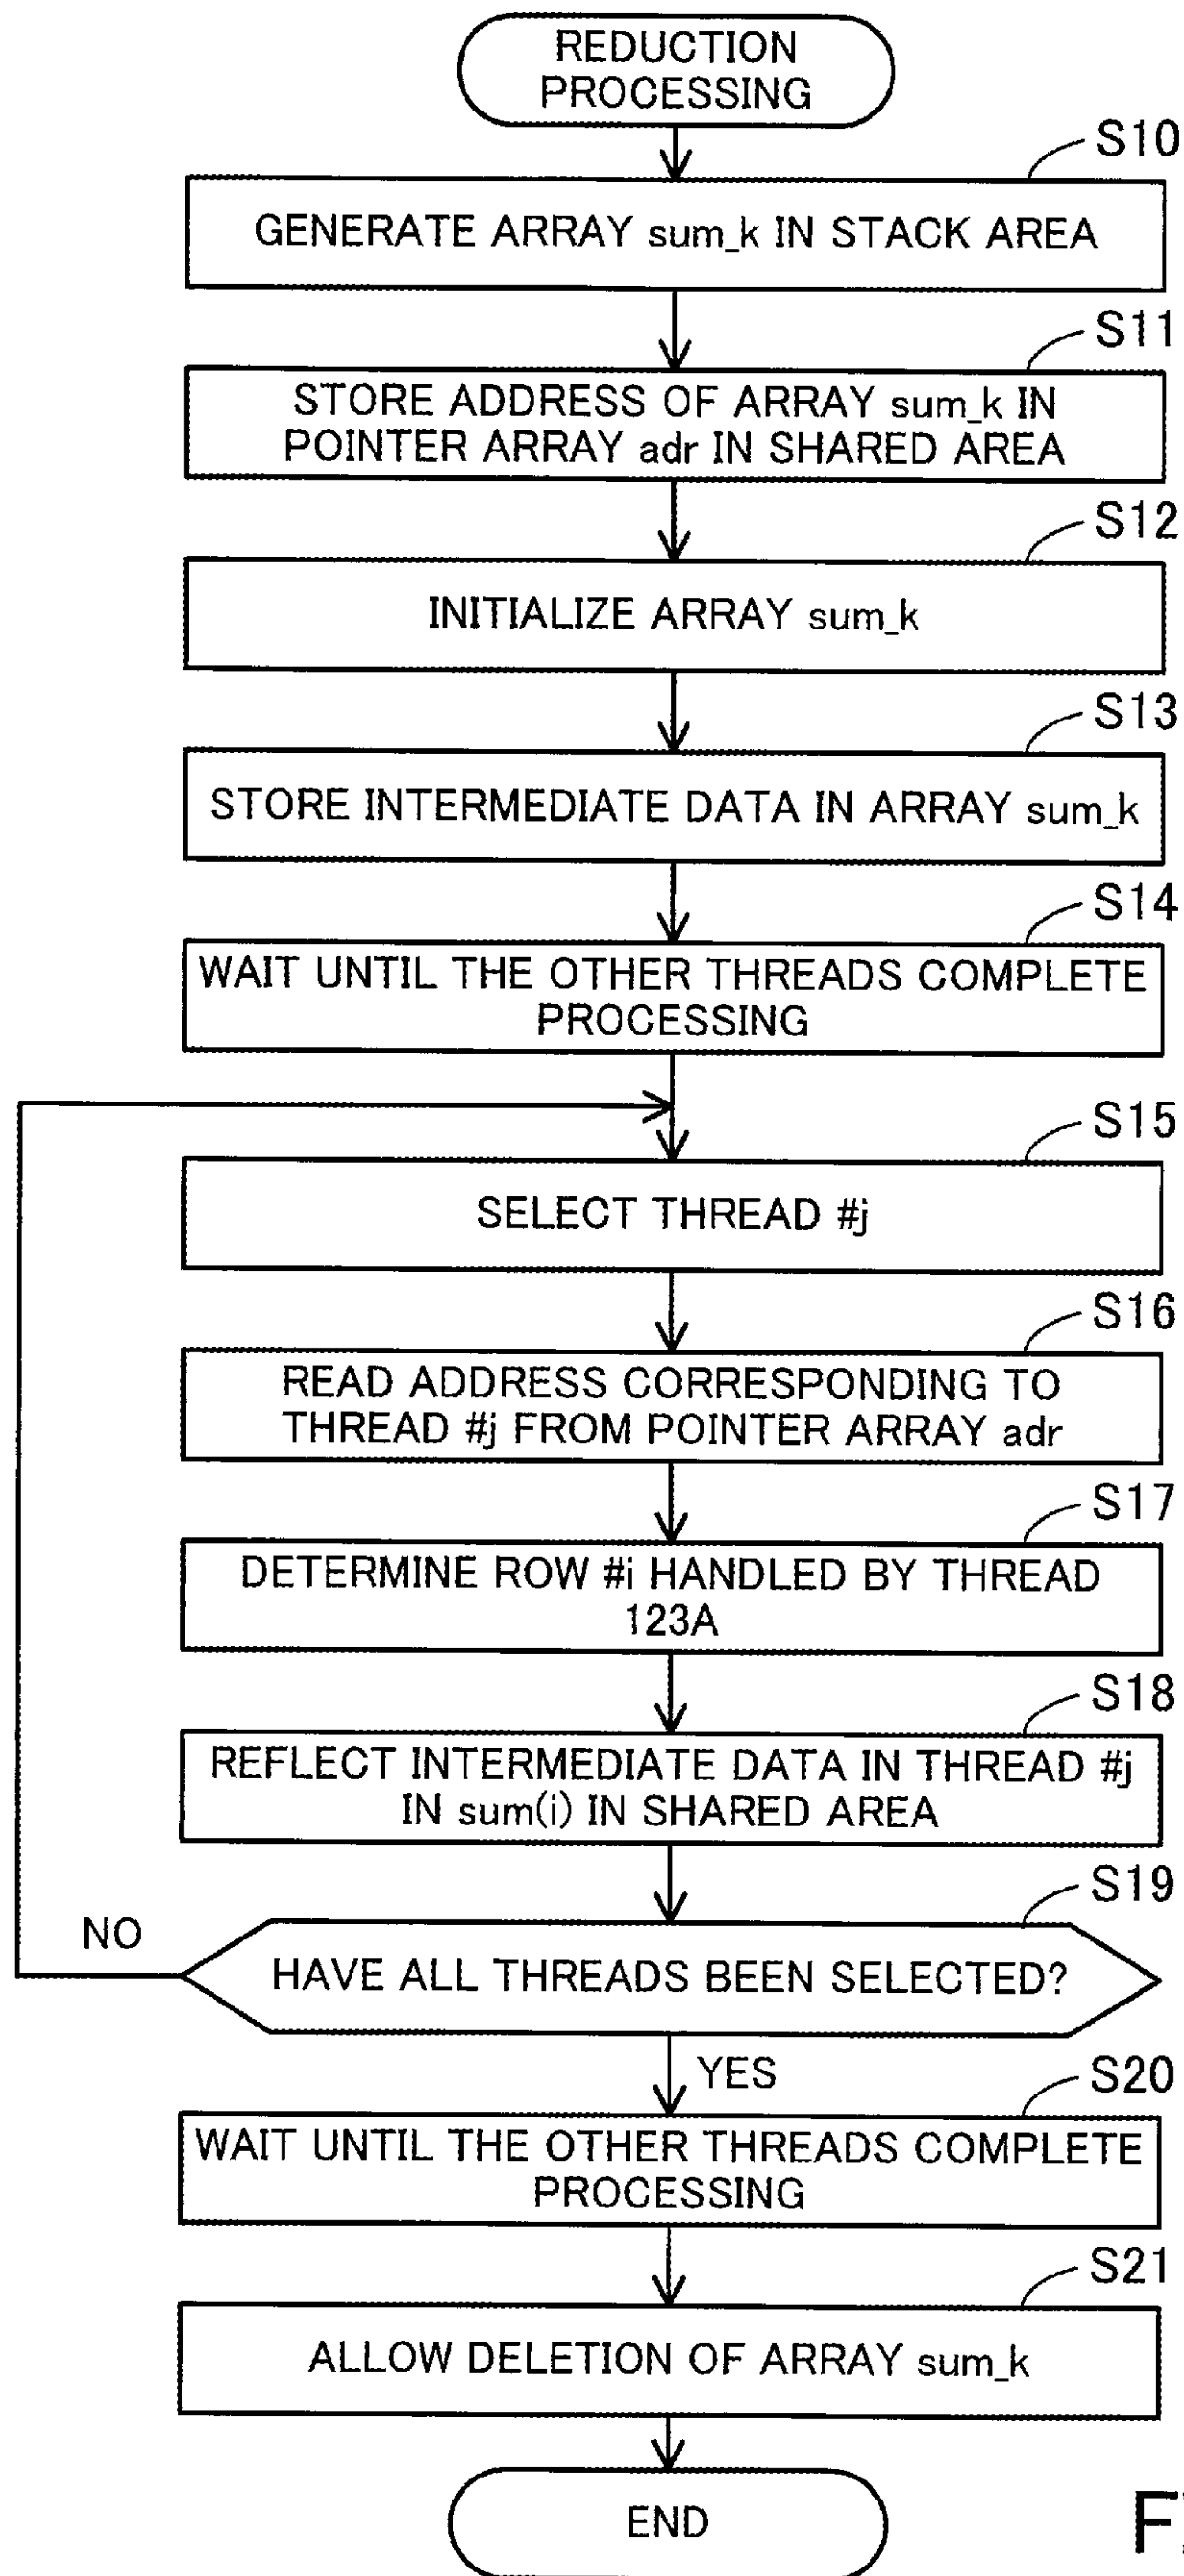 REDUCTION
PROCESSING
S10
GENERATE ARRAY sum_k IN STACK AREA
S11
STORE ADDRESS OF ARRAY sum_k IN
POINTER ARRAY adr IN SHARED AREA
S12
INITIALIZE ARRAY sum_k
S13
STORE INTERMEDIATE DATA IN ARRAY sum_k
S14
WAIT UNTIL THE OTHER THREADS COMPLETE
PROCESSING
S15
SELECT THREAD #j
S16
READ ADDRESS CORRESPONDING TO
THREAD #j FROM POINTER ARRAY adr
S17
DETERMINE ROW #i HANDLED BY THREAD
123A
S18
REFLECT INTERMEDIATE DATA IN THREAD #j
IN sum(i) IN SHARED AREA
S19
NO
HAVE ALL THREADS BEEN SELECTED?
YES
S20
WAIT UNTIL THE OTHER THREADS COMPLETE
PROCESSING
S21
ALLOW DELETION OF ARRAY sum_k
END